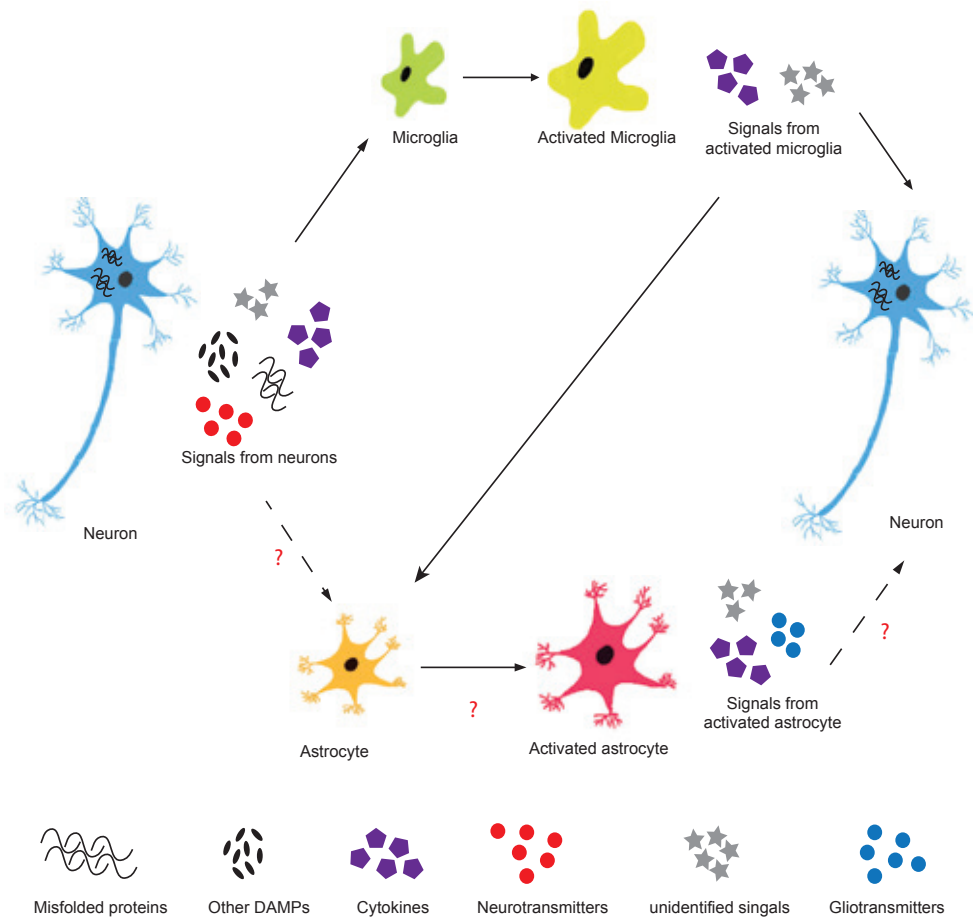 Microglia
Activated Microglia
Signals from
activated microglia
Signals from neurons
Neuron
Neuron
?
?
?
Astrocyte
Activated astrocyte
Signals from
activated astrocyte
Misfolded proteins
Other DAMPs
Cytokines
Neurotransmitters
unidentified singals
Gliotransmitters